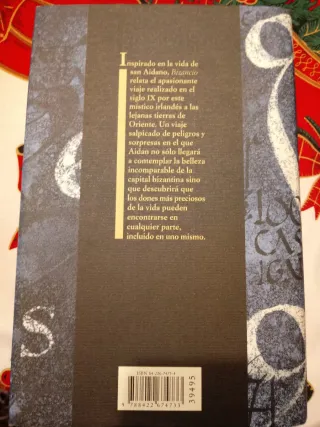 Inspirado en la vida de
san Aidano, Bizancio
relata el apasionante
viaje realizado en el
siglo IX por este
místico irlandés a las
lejanas tierras de
Oriente. Un viaje
salpicado de peligros y
sorpresas en el que
Aidan no sólo llegará
a contemplar la belleza
incomparable de la
capital bizantina sino
que descubrirá que
los dones más preciosos
de la vida pueden
encontrarse en
cualquier parte,
incluido en uno mismo.
s
39495
9 788422 674733